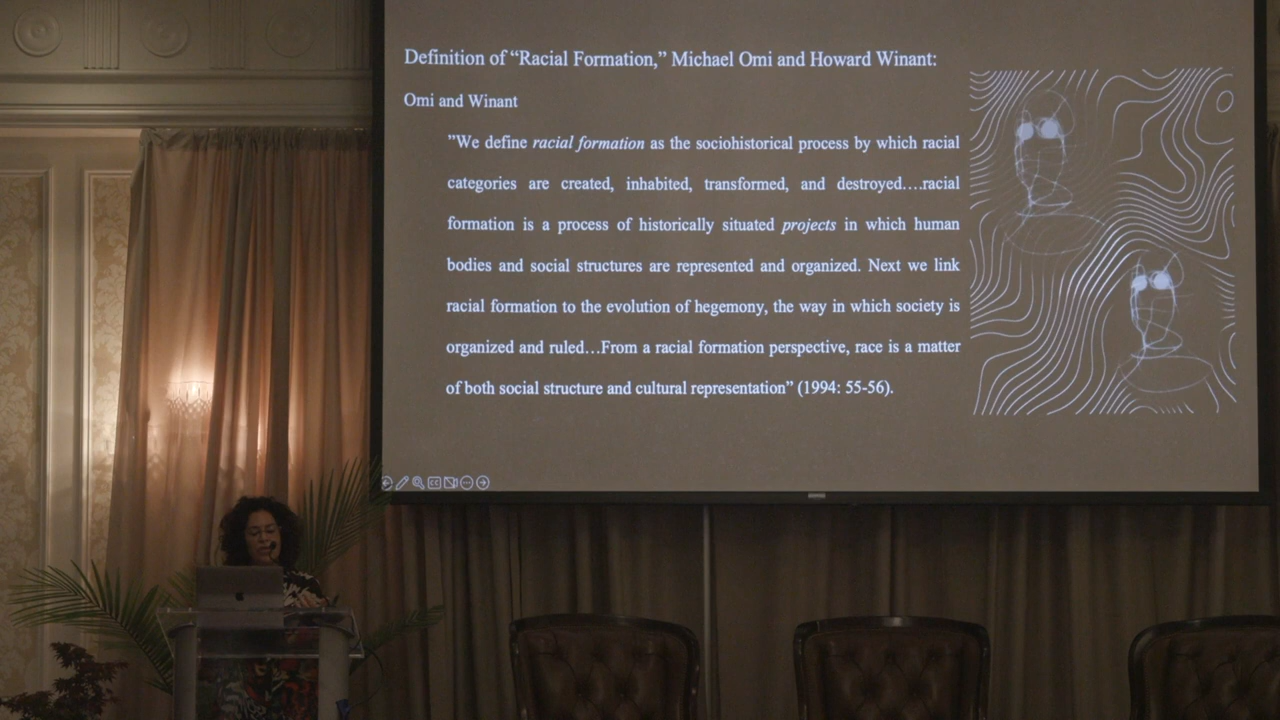 Definition of “Racial Formation,” Michael Omi and Howard Winant:
Omi and Winant
”We define racial formation as the sociohistorical process by which racial
categories are created, inhabited, transformed, and destroyed….racial
formation is a process of historically situated projects in which human
bodies and social structures are represented and organized. Next we link
racial formation to the evolution of hegemony, the way in which society is
organized and ruled…From a racial formation perspective, race is a matter
of both social structure and cultural representation” (1994: 55-56).
CC